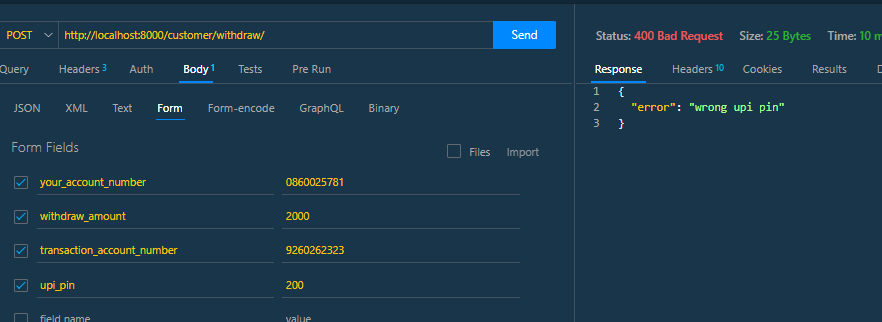 POST http://localhost:8000/customer/withdraw/ Send
Query Headers 3 Auth Body 1 Tests Pre Run
JSON XML Text Form Form-encode GraphQL Binary
Form Fields
Files Import
your_account_number 0860025781
withdraw_amount 2000
transaction_account_number 9260262323
upi_pin 200
field name value
Status: 400 Bad Request Size: 25 Bytes Time: 10 m
Response Headers 10 Cookies Results D
1 {
2 "error": "wrong upi pin"
3 }